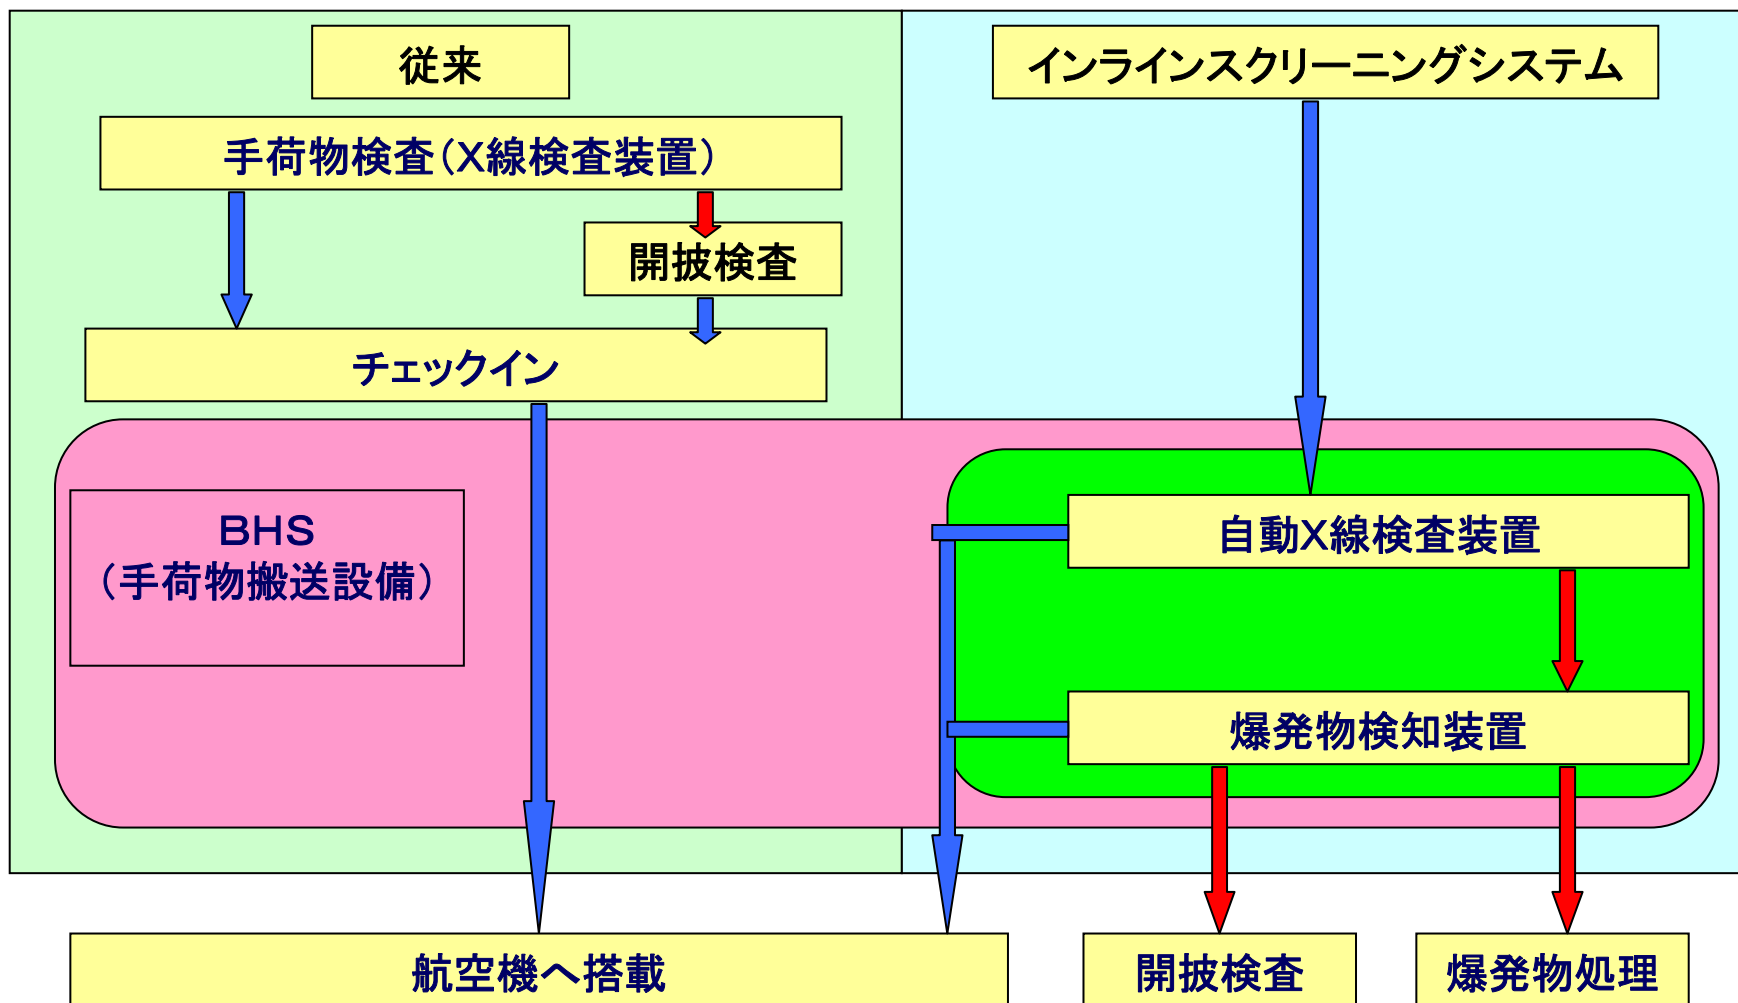 従来
インラインスクリーニングシステム
手荷物検査（X線検査装置）
開披検査
チェックイン
BHS
（手荷物搬送設備）
自動X線検査装置
爆発物検知装置
航空機へ搭載
開披検査
爆発物処理